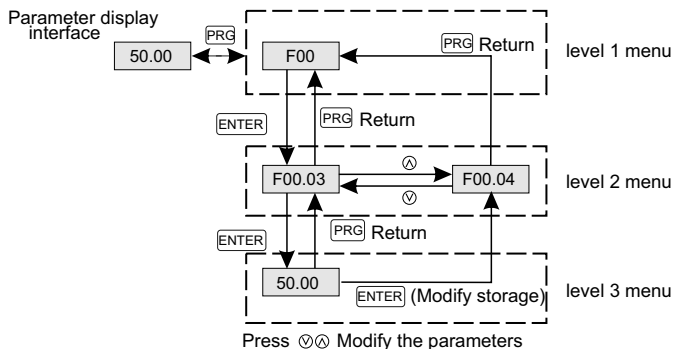 Parameter display
interface
50.00
PRG
F00
PRG Return
level 1 menu
ENTER
PRG Return
F00.03
F00.04
level 2 menu
ENTER
PRG Return
50.00
ENTER (Modify storage)
level 3 menu
Press Modify the parameters